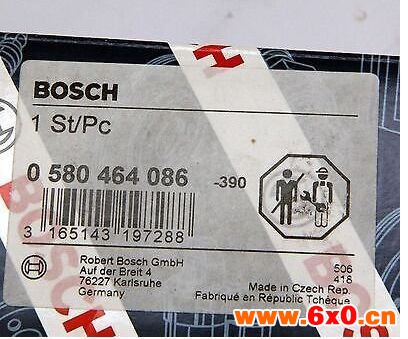 BOSCH
1 St/Pc
0 580 464 086 -390
3 165143 197288
Robert Bosch GmbH
Auf der Breit 4
76227 Karlsruhe
Germany
506
418
Made in Czech Rep.
Fabriqué en République Tchèque
BOSCH
www.6x0.cn